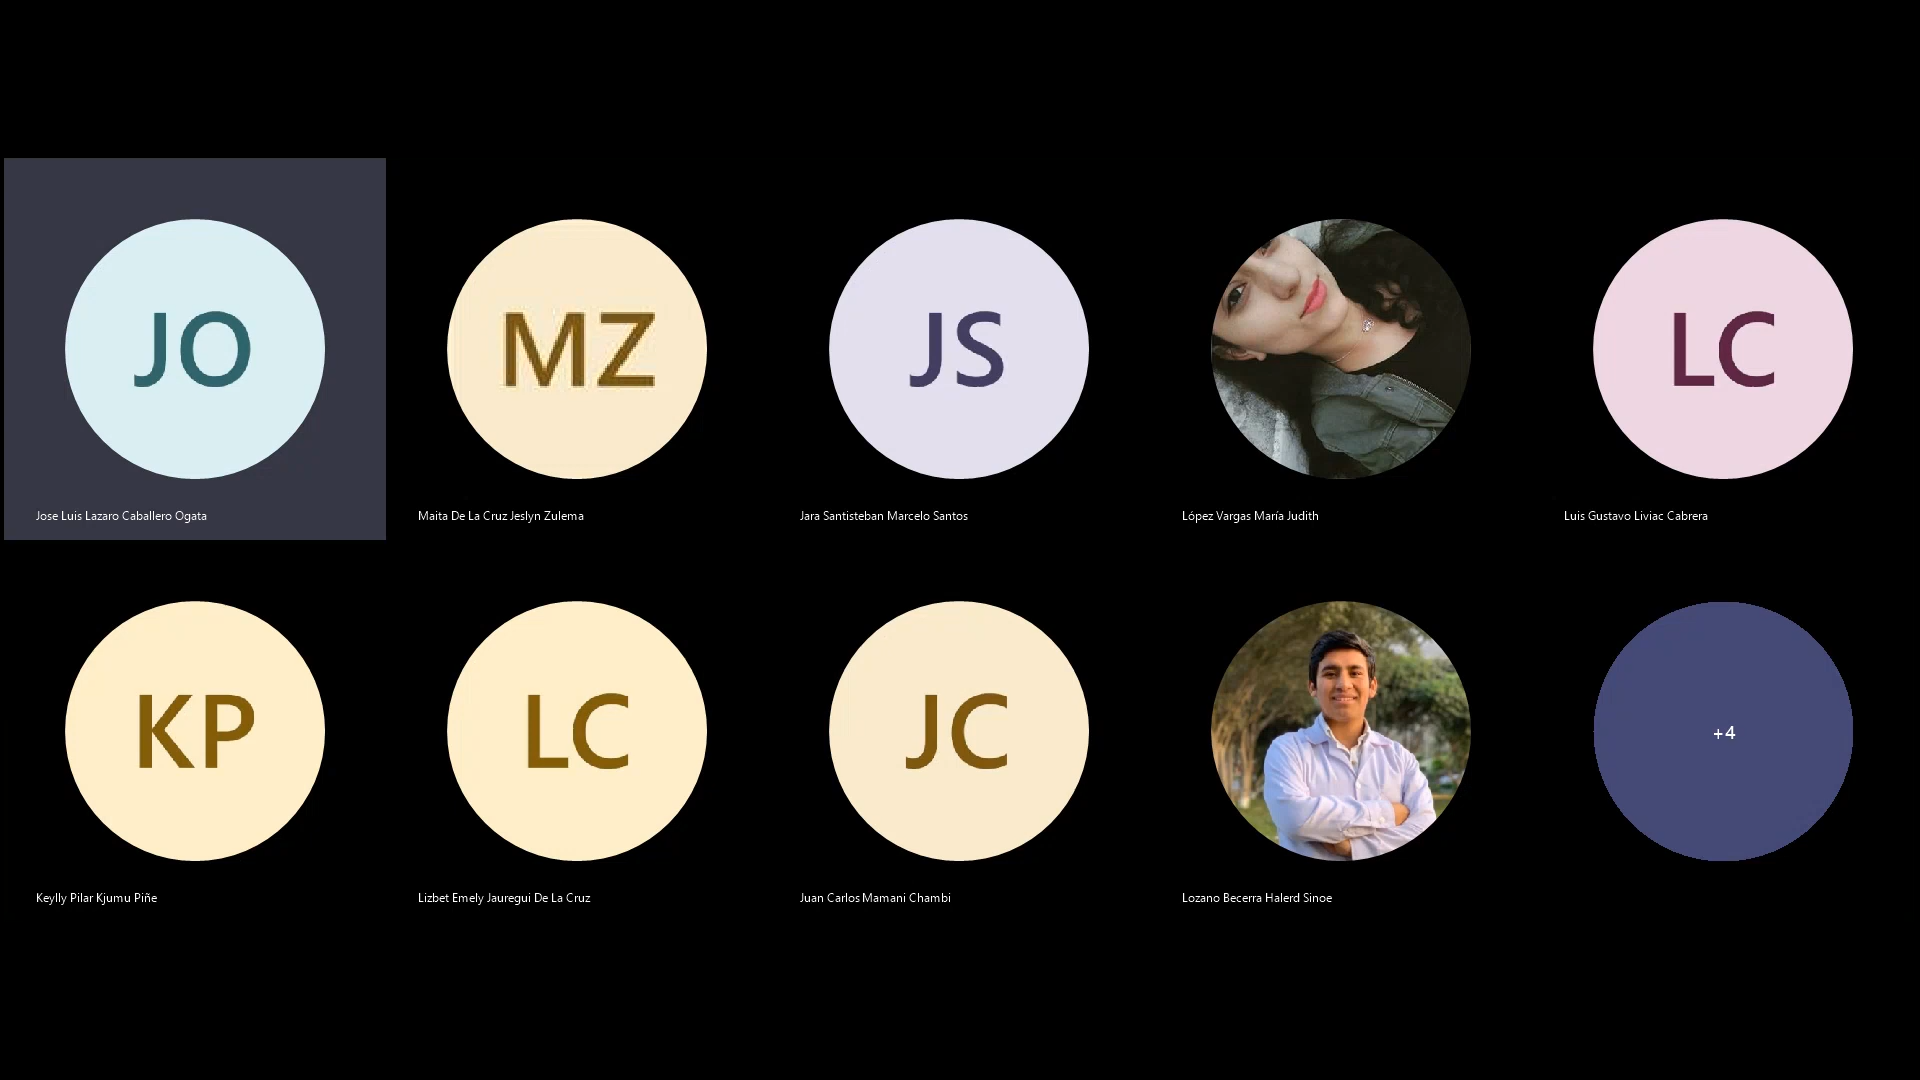 JO
MZ
JS
LC
Jose Luis Lazaro Caballero Ogata
Maita De La Cruz Jeslyn Zulema
Jara Santisteban Marcelo Santos
López Vargas María Judith
Luis Gustavo Liviac Cabrera
KP
LC
JC
+4
Keylly Pilar Kjumu Piñe
Lizbet Emely Jauregui De La Cruz
Juan Carlos Mamani Chambi
Lozano Becerra Halerd Sinoe